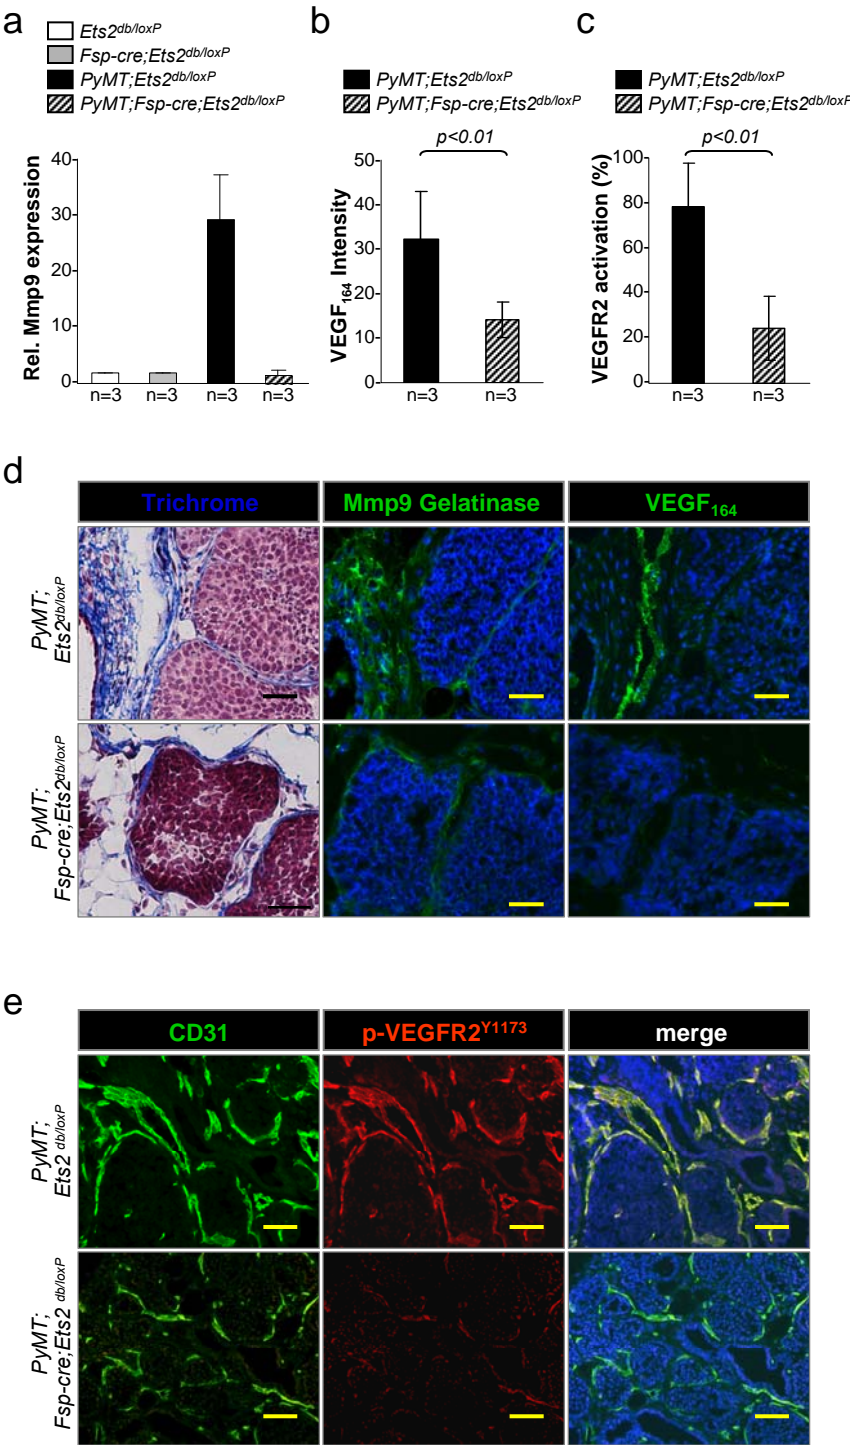 a
Ets2db/loxP
Fsp-cre;Ets2db/loxP
PyMT;Ets2db/loxP
PyMT;Fsp-cre;Ets2db/loxP
Rel. Mmp9 expression
40
30
20
10
0
n=3 n=3 n=3 n=3
b
PyMT;Ets2db/loxP
PyMT;Fsp-cre;Ets2db/loxP
p<0.01
VEGF164 Intensity
50
40
30
20
10
0
n=3 n=3
c
PyMT;Ets2db/loxP
PyMT;Fsp-cre;Ets2db/loxP
p<0.01
VEGFR2 activation (%)
100
80
60
40
20
0
n=3 n=3
d
Trichrome Mmp9 Gelatinase VEGF164
PyMT;
Ets2db/loxP
PyMT;
Fsp-cre;Ets2db/loxP
e
CD31 p-VEGFR2Y1173 merge
PyMT;
Ets2 db/loxP
PyMT;
Fsp-cre;Ets2 db/loxP